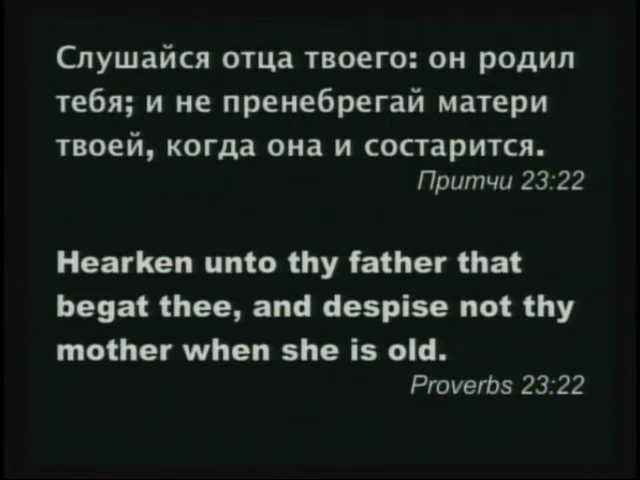 Слушайся отца твоего: он родил
тебя; и не пренебрегай матери
твоей, когда она и состарится.
Притчи 23:22
Hearken unto thy father that
begat thee, and despise not thy
mother when she is old.
Proverbs 23:22